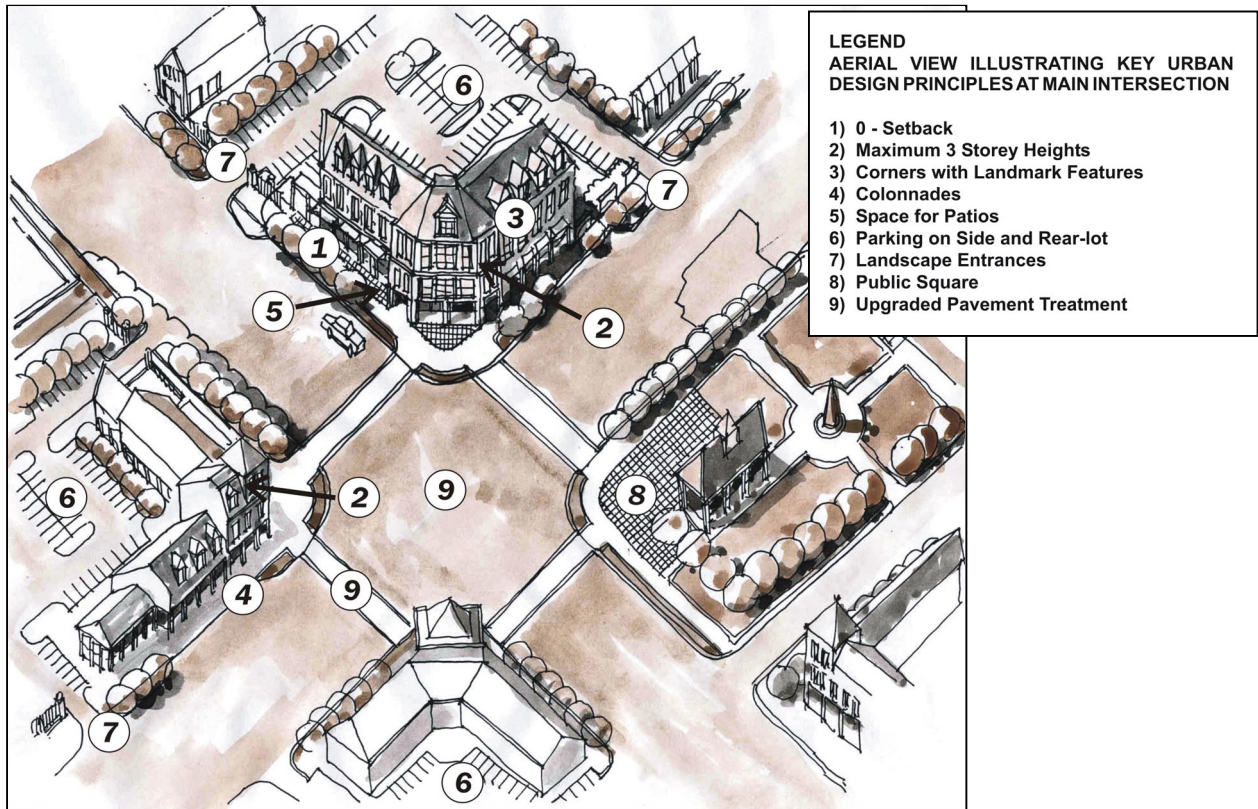 LEGEND
AERIAL VIEW ILLUSTRATING KEY URBAN
DESIGN PRINCIPLES AT MAIN INTERSECTION
1) 0 - Setback
2) Maximum 3 Storey Heights
3) Corners with Landmark Features
4) Colonnades
5) Space for Patios
6) Parking on Side and Rear-lot
7) Landscape Entrances
8) Public Square
9) Upgraded Pavement Treatment
6
7
7
3
1
5
2
6
2
9
8
4
9
7
6